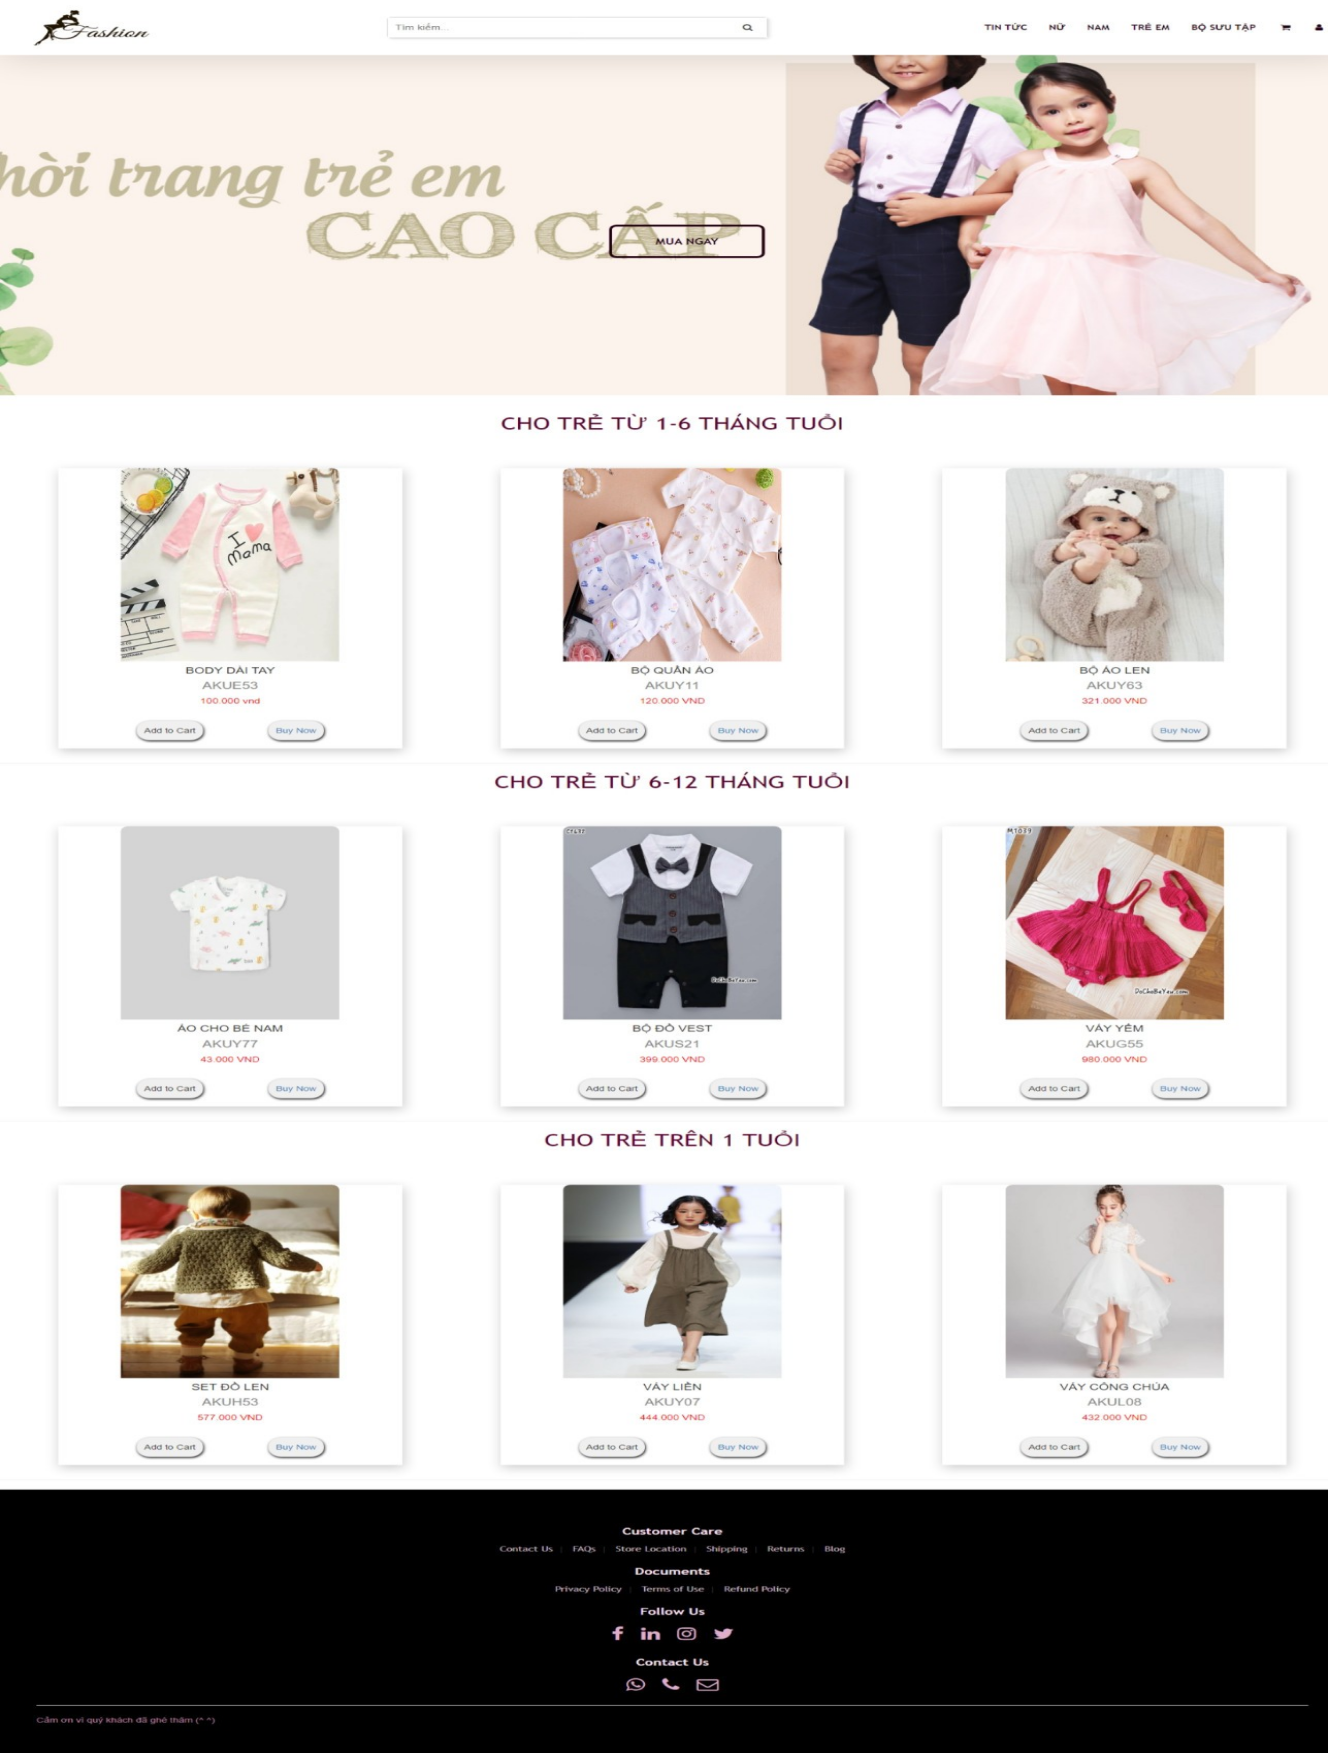 Fashion
Tìm kiếm...
TIN TỨC NỮ NAM TRẺ EM BỘ SƯU TẬP
hời trang trẻ em
CAO CẤP
MUA NGAY
CHO TRẺ TỪ 1-6 THÁNG TUỔI
I
Mama
BODY DÀI TAY BỘ QUẦN ÁO BỘ ÁO LEN
AKUE53 AKUY11 AKUY63
100.000 vnd 120.000 VND 321.000 VND
Add to Cart Buy Now Add to Cart Buy Now Add to Cart Buy Now
CHO TRẺ TỪ 6-12 THÁNG TUỔI
MT039
DoChoBeYeu.com
DoChoBeYeu.com
ÁO CHO BÉ NAM BỘ ĐỒ VEST VÁY YẾM
AKUY77 AKUS21 AKUG55
43.000 VND 399.000 VND 980.000 VND
Add to Cart Buy Now Add to Cart Buy Now Add to Cart Buy Now
CHO TRẺ TRÊN 1 TUỔI
SET ĐỒ LEN VÁY LIỀN VÁY CÔNG CHÚA
AKUH53 AKUY07 AKUL08
577.000 VND 444.000 VND 432.000 VND
Add to Cart Buy Now Add to Cart Buy Now Add to Cart Buy Now
Customer Care
Contact Us | FAQs | Store Location | Shipping | Returns | Blog
Documents
Privacy Policy | Terms of Use | Refund Policy
Follow Us
Contact Us
Cảm ơn vì quý khách đã ghé thăm (^ ^)